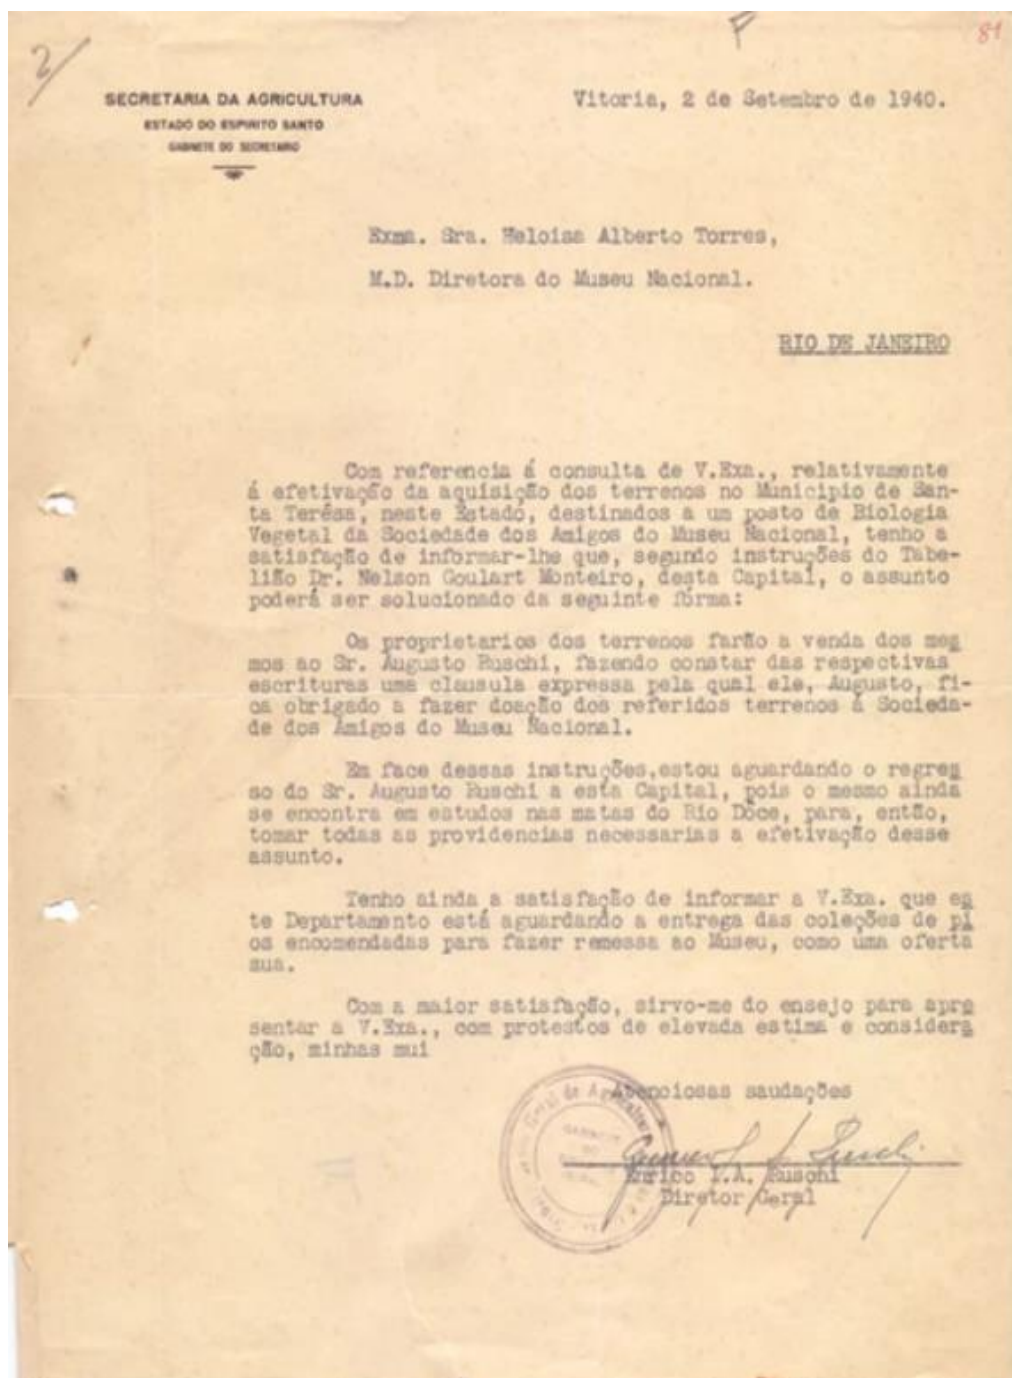 2/
F
81
SECRETARIA DA AGRICULTURA
ESTADO DO ESPIRITO SANTO
GABINETE DO SECRETARIO
Vitoria, 2 de Setembro de 1940.
Exma. Sra. Heloisa Alberto Torres,
M.D. Diretora do Museu Nacional.
RIO DE JANEIRO
Com referencia á consulta de V.Exa., relativamente
á efetivação da aquisição dos terrenos no Municipio de San-
ta Terêsa, neste Estado, destinados a um posto de Biologia
Vegetal da Sociedade dos Amigos do Museu Nacional, tenho a
satisfação de informar-lhe que, segundo instruções do Tabe-
lião Dr. Nelson Goulart Monteiro, desta Capital, o assunto
poderá ser solucionado da seguinte fórma:
Os proprietarios dos terrenos farão a venda dos mes
mos ao Sr. Augusto Ruschi, fazendo constar das respectivas
escrituras uma clausula expressa pela qual ele, Augusto, fi-
ca obrigado a fazer doação dos referidos terrenos á Socieda-
de dos Amigos do Museu Nacional.
Em face dessas instruções,estou aguardando o regres
so do Sr. Augusto Ruschi a esta Capital, pois o mesmo ainda
se encontra em estudos nas matas do Rio Dôce, para, então,
tomar todas as providencias necessarias a efetivação desse
assunto.
Tenho ainda a satisfação de informar a V.Exa. que es
te Departamento está aguardando a entrega das coleções de pi
os encomendadas para fazer remessa ao Museu, como uma oferta
sua.
Com a maior satisfação, sirvo-me do ensejo para apre
sentar a V.Exa., com protestos de elevada estima e considera
ção, minhas mui
Atenciosas saudações
Enrico I.A. Ruschi
Diretor Geral
Geral de Agricultura